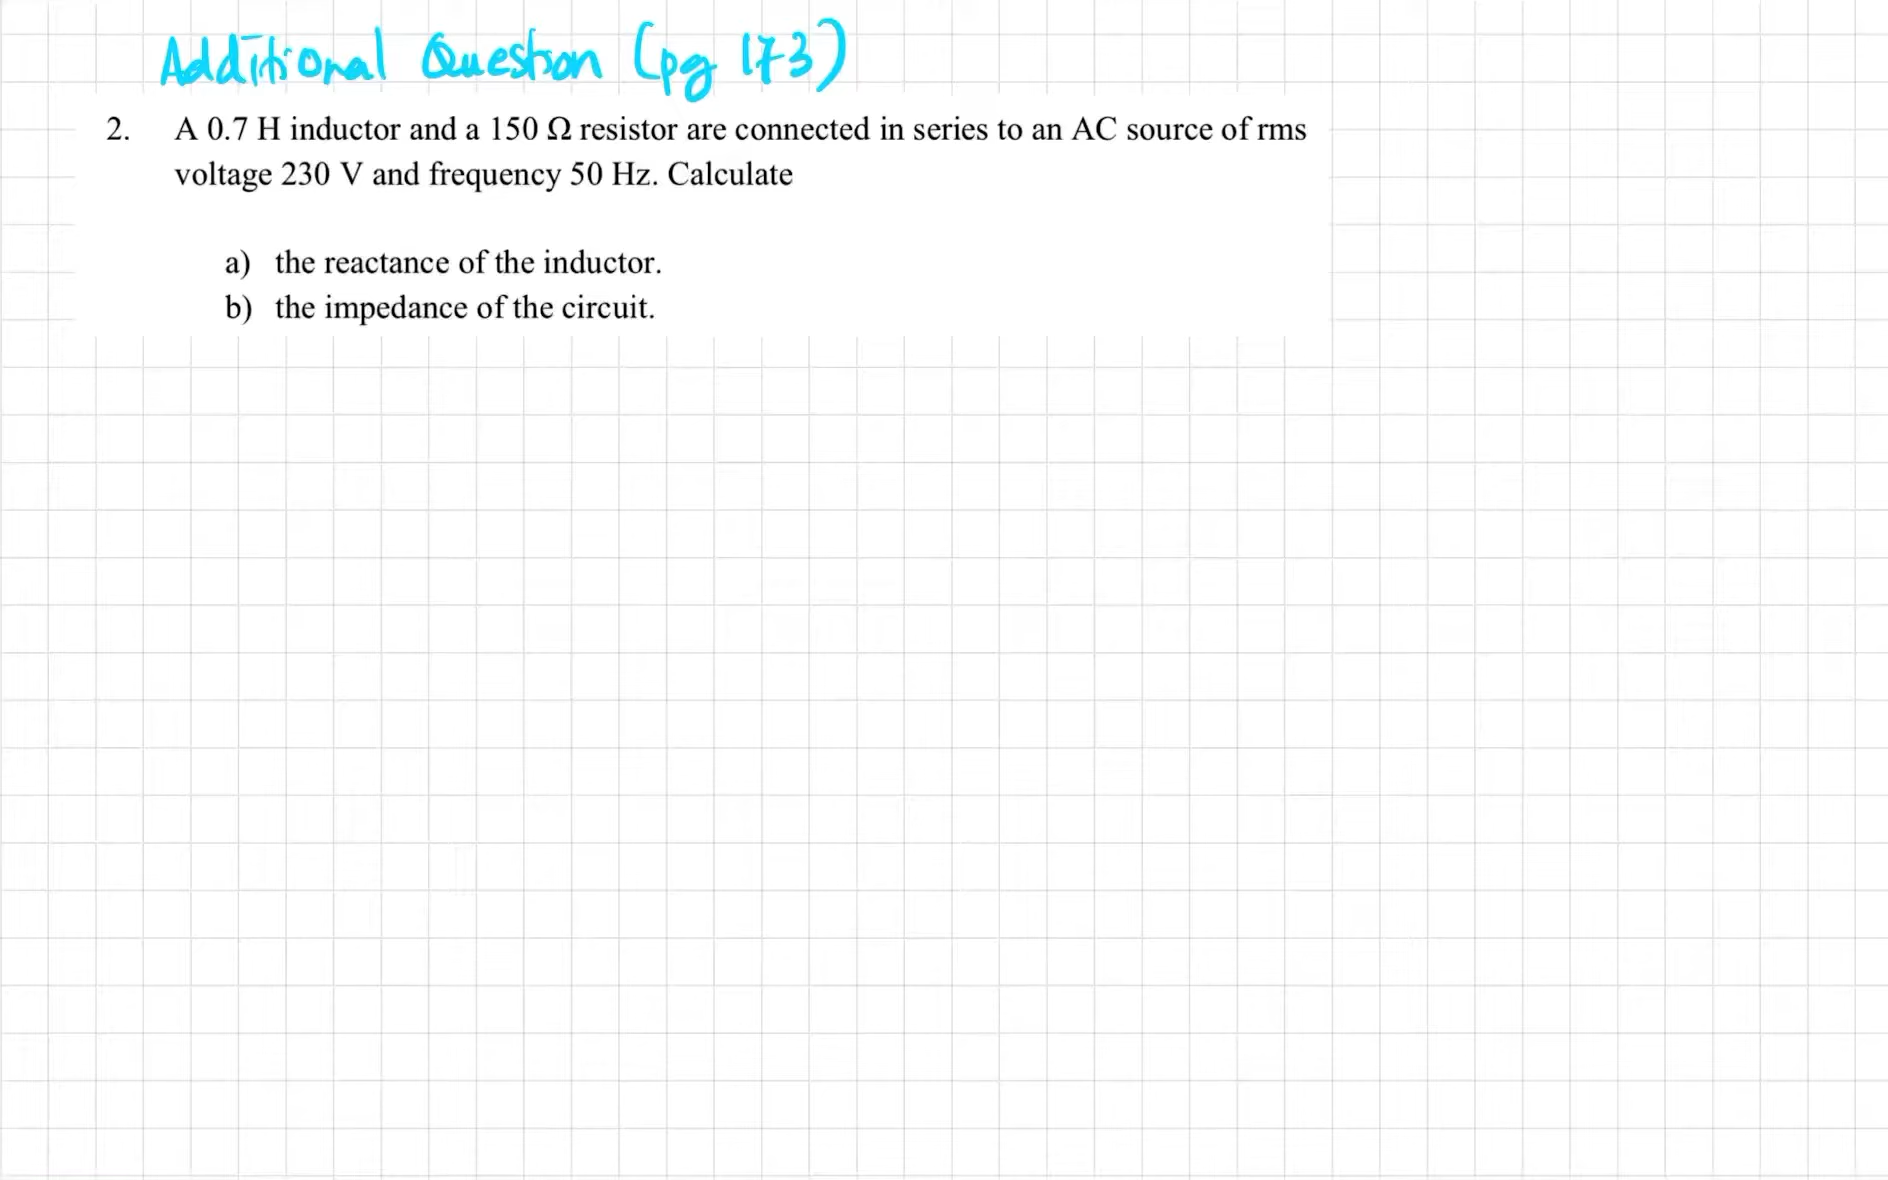 Additional Question (pg 173)
2. A 0.7 H inductor and a 150 Ω resistor are connected in series to an AC source of rms
voltage 230 V and frequency 50 Hz. Calculate
a) the reactance of the inductor.
b) the impedance of the circuit.